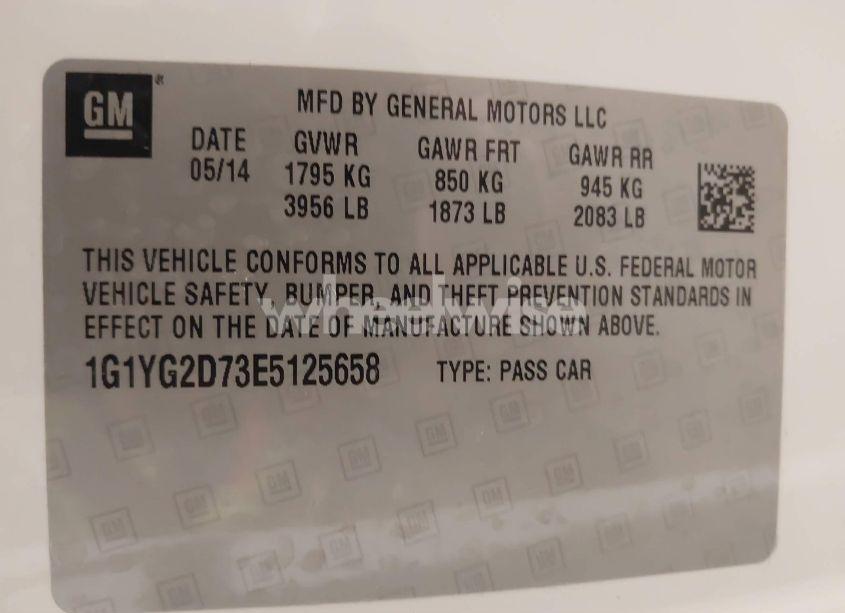 GM®
MFD BY GENERAL MOTORS LLC
DATE GVWR GAWR FRT GAWR RR
05/14 1795 KG 850 KG 945 KG
3956 LB 1873 LB 2083 LB
THIS VEHICLE CONFORMS TO ALL APPLICABLE U.S. FEDERAL MOTOR
VEHICLE SAFETY, BUMPER, AND THEFT PREVENTION STANDARDS IN
EFFECT ON THE DATE OF MANUFACTURE SHOWN ABOVE.
1G1YG2D73E5125658 TYPE: PASS CAR
wheelwise